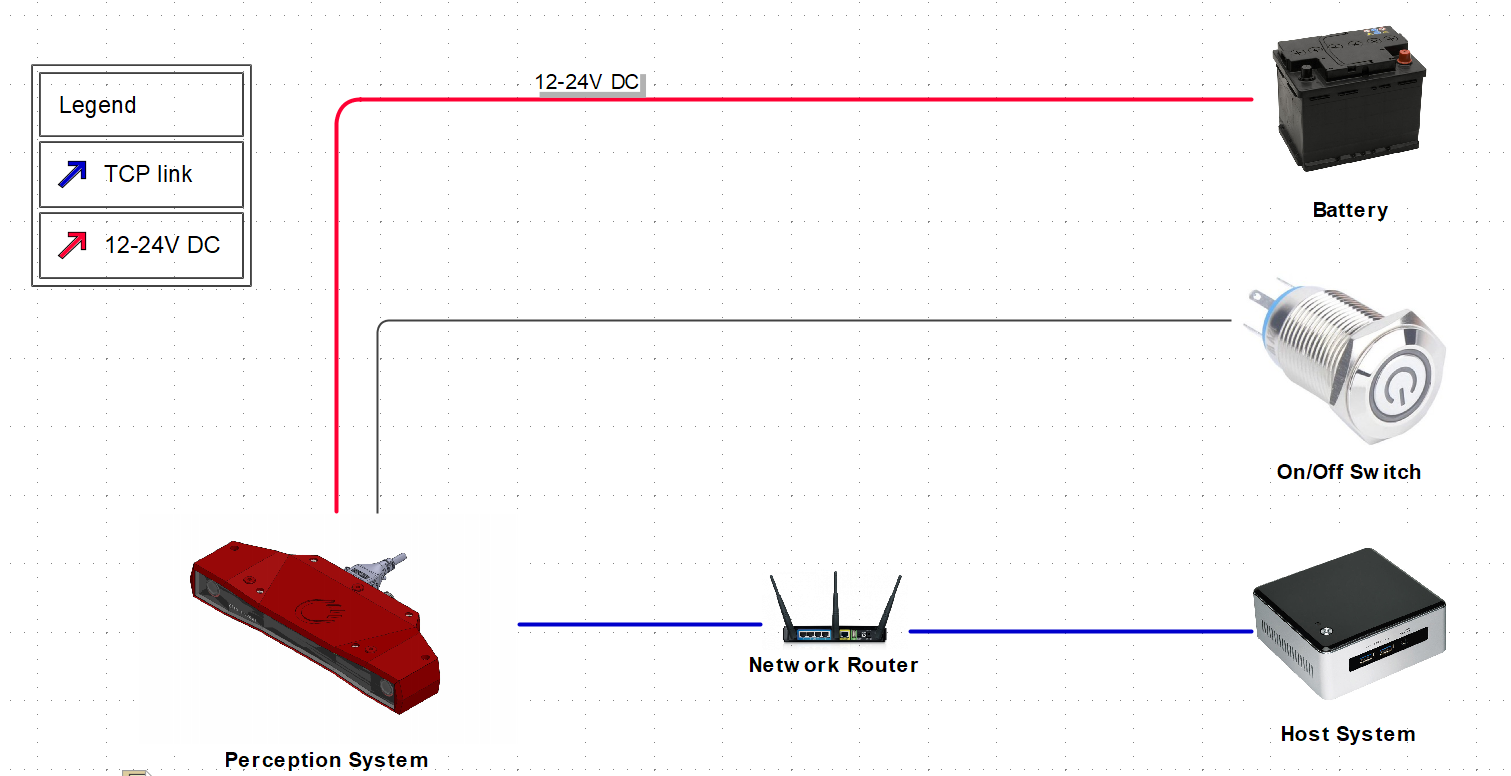 12-24V DC
Legend
TCP link
12-24V DC
Battery
On/Off Switch
Network Router
Host System
Perception System